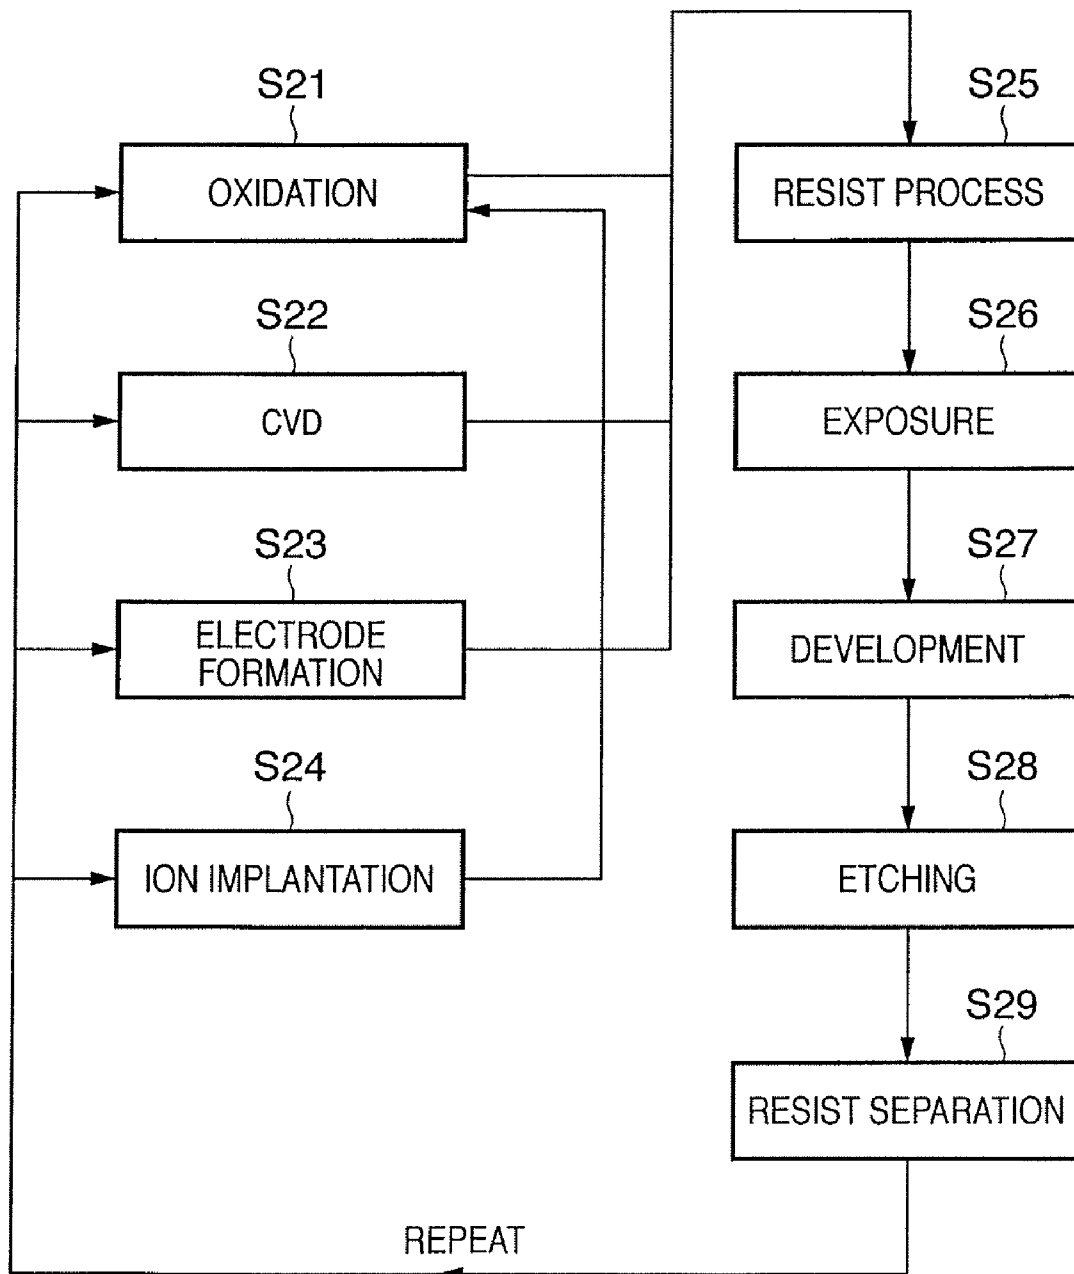 S21
OXIDATION
S22
CVD
S23
ELECTRODE
FORMATION
S24
ION IMPLANTATION
S25
RESIST PROCESS
S26
EXPOSURE
S27
DEVELOPMENT
S28
ETCHING
S29
RESIST SEPARATION
REPEAT